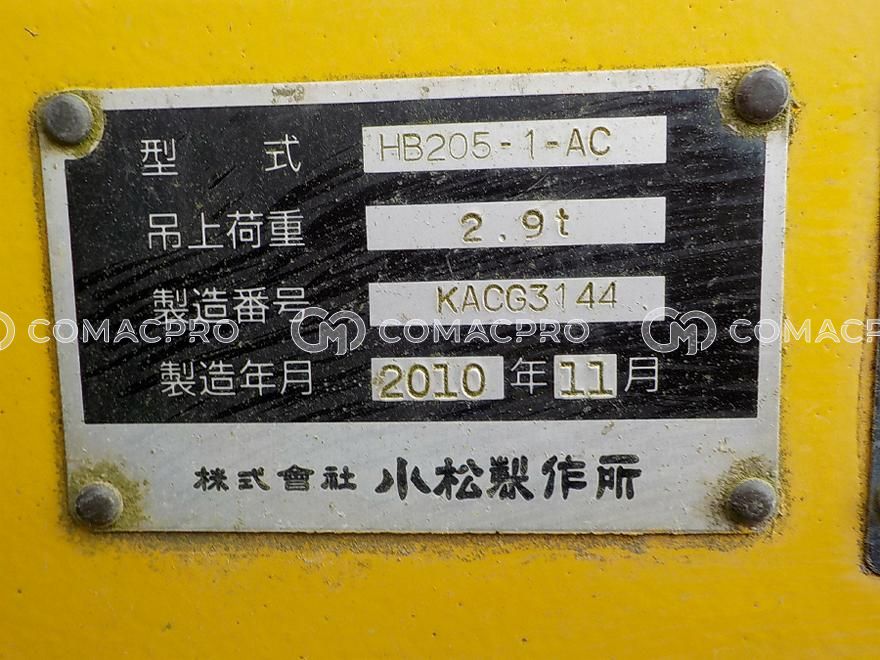 型式 HB205-1-AC
吊上荷重 2.9t
製造番号 KACG3144
COMACPRO COMACPRO COMACPRO
製造年月 2010年11月
株式會社 小松製作所